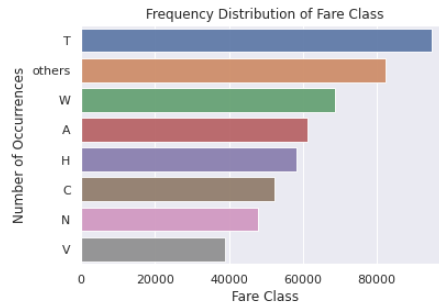 Frequency Distribution of Fare Class
Number of Occurrences
T
others
W
A
H
C
N
V
0 20000 40000 60000 80000
Fare Class